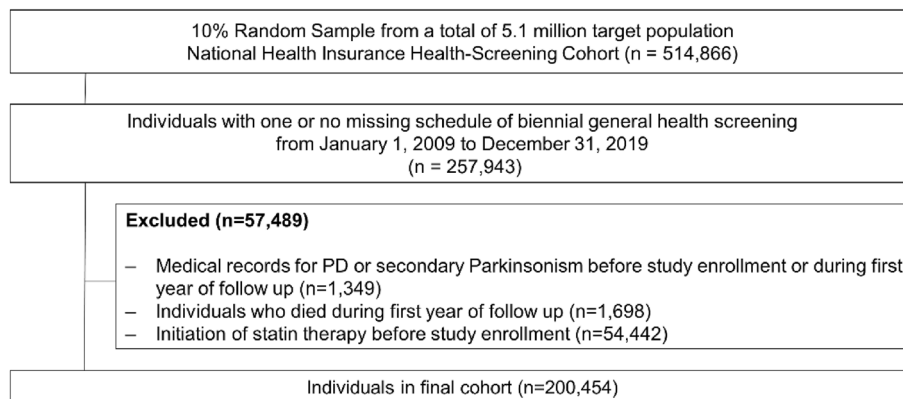 10% Random Sample from a total of 5.1 million target population
National Health Insurance Health-Screening Cohort (n = 514,866)
Individuals with one or no missing schedule of biennial general health screening
from January 1, 2009 to December 31, 2019
(n = 257,943)
Excluded (n=57,489)
– Medical records for PD or secondary Parkinsonism before study enrollment or during first
year of follow up (n=1,349)
– Individuals who died during first year of follow up (n=1,698)
– Initiation of statin therapy before study enrollment (n=54,442)
Individuals in final cohort (n=200,454)